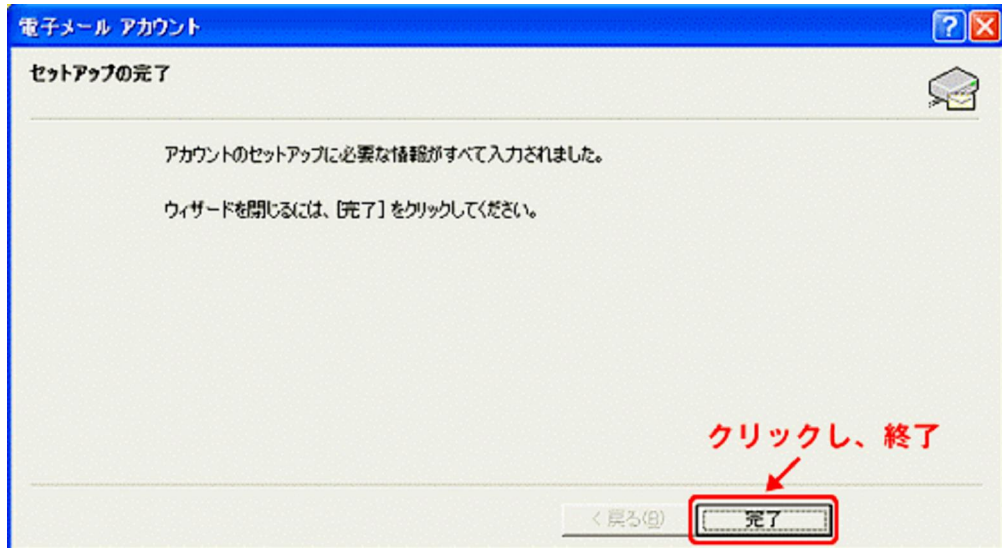 電子メール アカウント
セットアップの完了
アカウントのセットアップに必要な情報がすべて入力されました。
ウィザードを閉じるには、[完了] をクリックしてください。
クリックし、終了
< 戻る(B)
完了